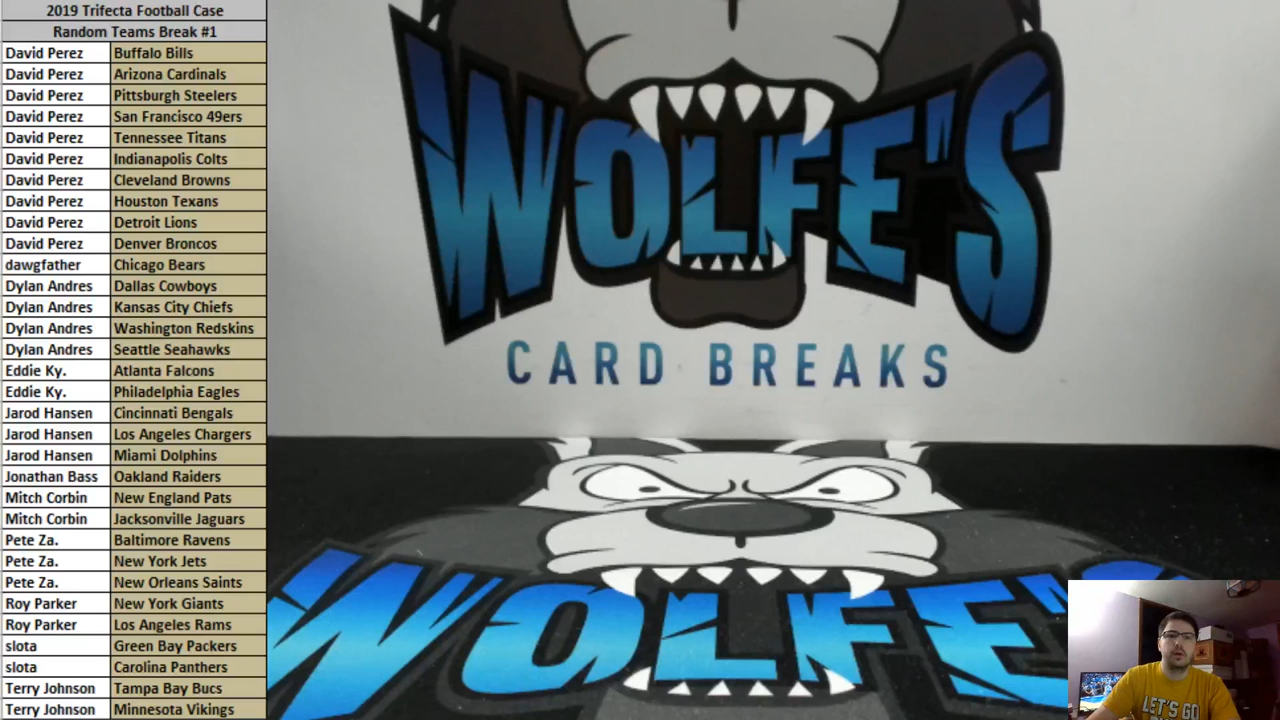 2019 Trifecta Football Case
Random Teams Break #1
David Perez Buffalo Bills
David Perez Arizona Cardinals
David Perez Pittsburgh Steelers
David Perez San Francisco 49ers
David Perez Tennessee Titans
David Perez Indianapolis Colts
David Perez Cleveland Browns
David Perez Houston Texans
David Perez Detroit Lions
David Perez Denver Broncos
dawgfather Chicago Bears
Dylan Andres Dallas Cowboys
Dylan Andres Kansas City Chiefs
Dylan Andres Washington Redskins
Dylan Andres Seattle Seahawks
Eddie Ky. Atlanta Falcons
Eddie Ky. Philadelphia Eagles
Jarod Hansen Cincinnati Bengals
Jarod Hansen Los Angeles Chargers
Jarod Hansen Miami Dolphins
Jonathan Bass Oakland Raiders
Mitch Corbin New England Pats
Mitch Corbin Jacksonville Jaguars
Pete Za. Baltimore Ravens
Pete Za. New York Jets
Pete Za. New Orleans Saints
Roy Parker New York Giants
Roy Parker Los Angeles Rams
slota Green Bay Packers
slota Carolina Panthers
Terry Johnson Tampa Bay Bucs
Terry Johnson Minnesota Vikings
WOLFE'S
CARD BREAKS
WOLFE'S
LET'S GO